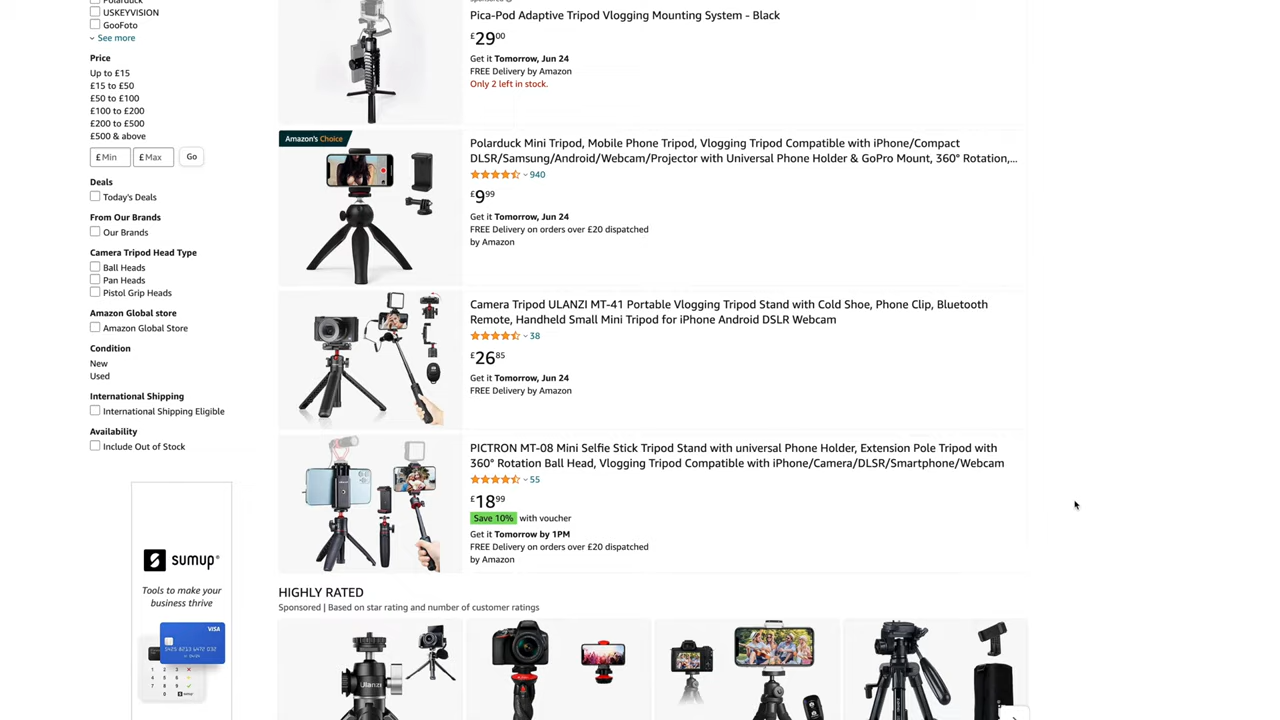 Polarduck
USKEYVISION
GooFoto
See more
Price
Up to £15
£15 to £50
£50 to £100
£100 to £200
£200 to £500
£500 & above
£ Min
£ Max
Go
Deals
Today's Deals
From Our Brands
Our Brands
Camera Tripod Head Type
Ball Heads
Pan Heads
Pistol Grip Heads
Amazon Global store
Amazon Global Store
Condition
New
Used
International Shipping
International Shipping Eligible
Availability
Include Out of Stock
sumup®
Tools to make your
business thrive
VISA
Sponsored
Pica-Pod Adaptive Tripod Vlogging Mounting System - Black
£2900
Get it Tomorrow, Jun 24
FREE Delivery by Amazon
Only 2 left in stock.
Amazon's Choice
Polarduck Mini Tripod, Mobile Phone Tripod, Vlogging Tripod Compatible with iPhone/Compact
DLSR/Samsung/Android/Webcam/Projector with Universal Phone Holder & GoPro Mount, 360° Rotation,...
940
£999
Get it Tomorrow, Jun 24
FREE Delivery on orders over £20 dispatched
by Amazon
Camera Tripod ULANZI MT-41 Portable Vlogging Tripod Stand with Cold Shoe, Phone Clip, Bluetooth
Remote, Handheld Small Mini Tripod for iPhone Android DSLR Webcam
38
£2685
Get it Tomorrow, Jun 24
FREE Delivery by Amazon
PICTRON MT-08 Mini Selfie Stick Tripod Stand with universal Phone Holder, Extension Pole Tripod with
360° Rotation Ball Head, Vlogging Tripod Compatible with iPhone/Camera/DLSR/Smartphone/Webcam
55
£1899
Save 10% with voucher
Get it Tomorrow by 1PM
FREE Delivery on orders over £20 dispatched
by Amazon
HIGHLY RATED
Sponsored | Based on star rating and number of customer ratings
Ulanzi